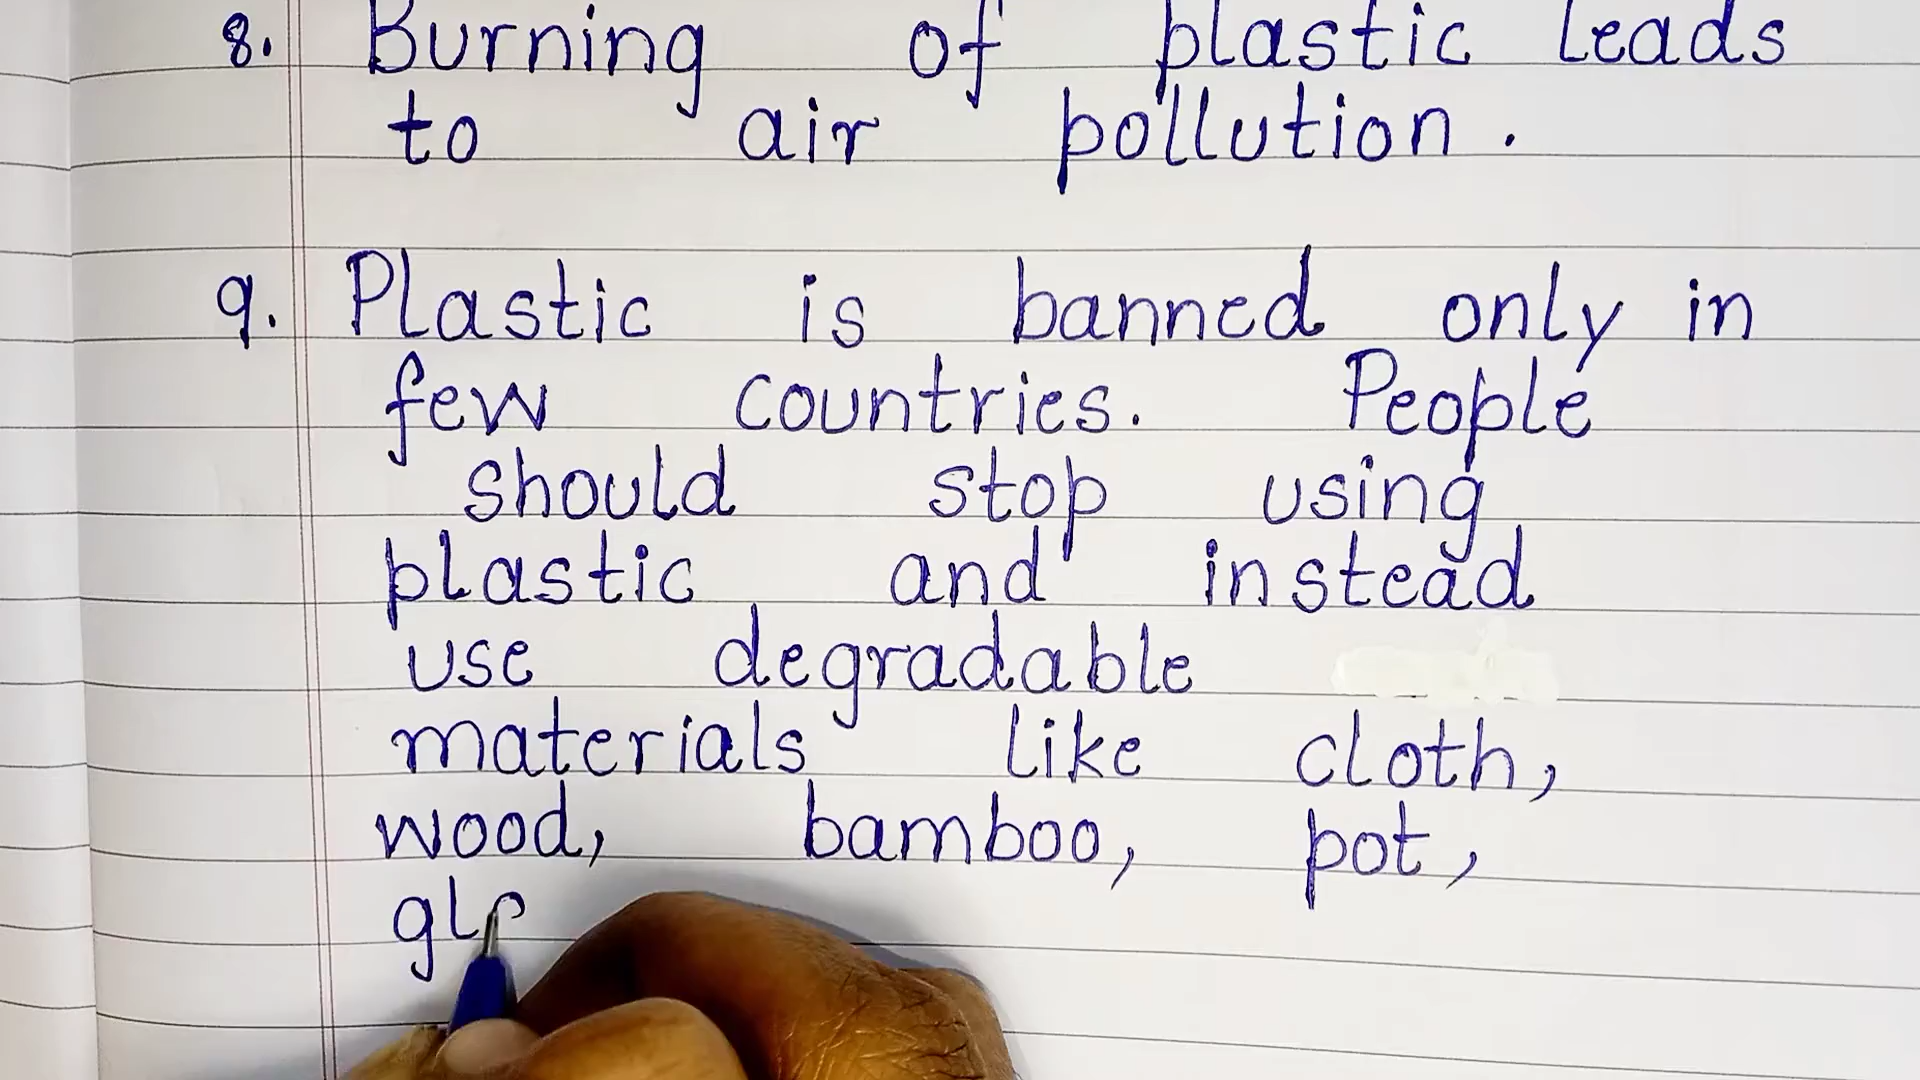 8. Burning of plastic leads
to air pollution.
9. Plastic is banned only in
few countries. People
should stop using
plastic and instead
use degradable
materials like cloth,
wood, bamboo, pot,